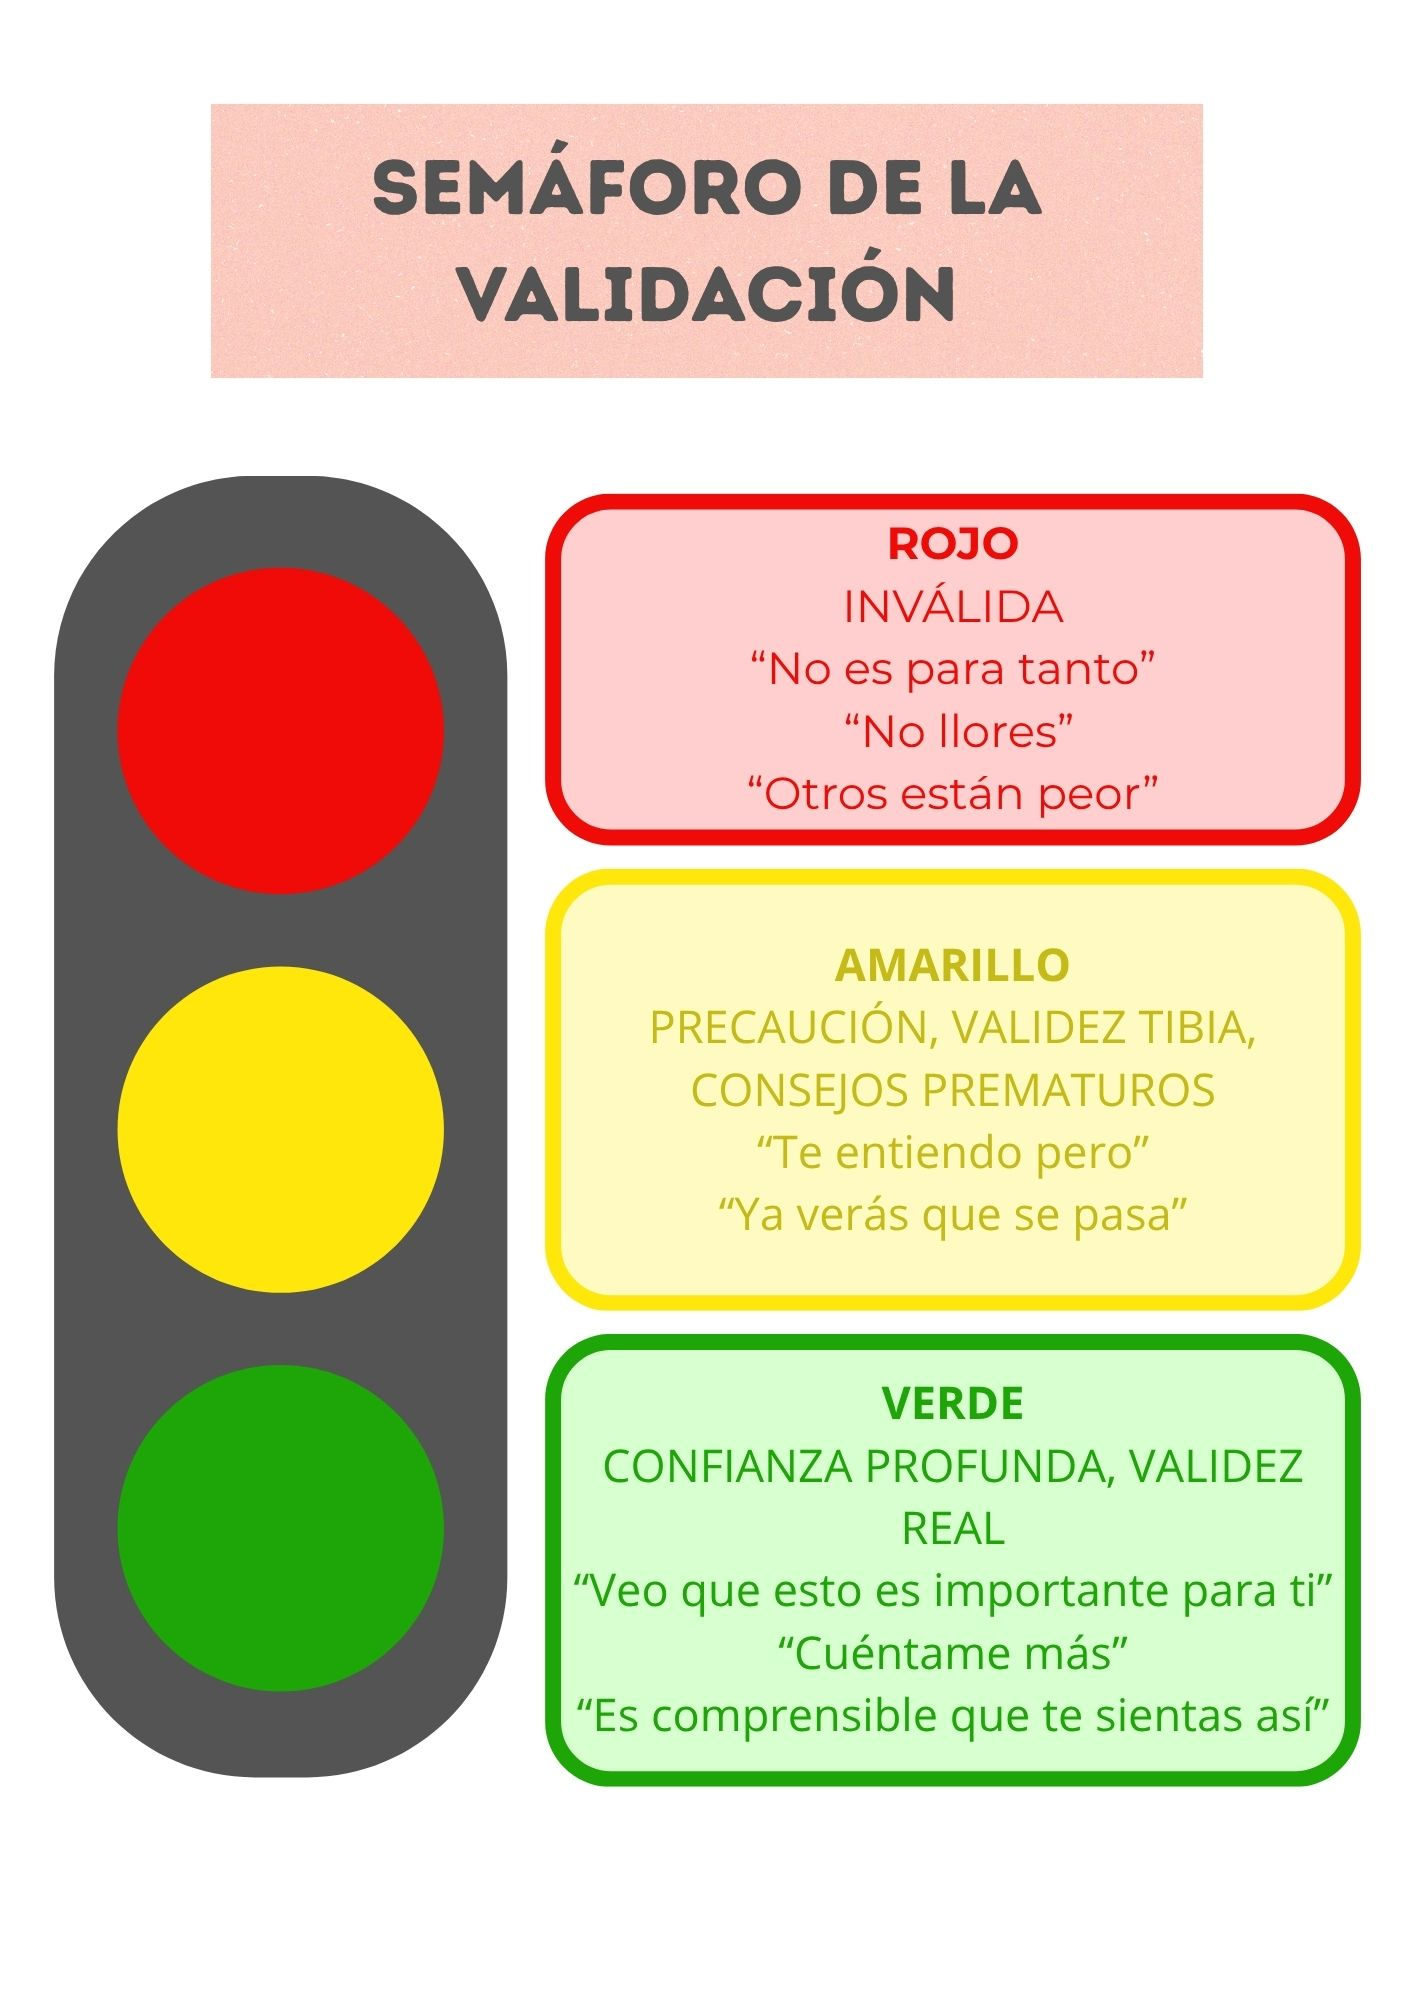 SEMÁFORO DE LA
VALIDACIÓN
ROJO
INVÁLIDA
“No es para tanto”
“No llores”
“Otros están peor”
AMARILLO
PRECAUCIÓN, VALIDEZ TIBIA,
CONSEJOS PREMATUROS
“Te entiendo pero”
“Ya verás que se pasa”
VERDE
CONFIANZA PROFUNDA, VALIDEZ
REAL
“Veo que esto es importante para ti”
“Cuéntame más”
“Es comprensible que te sientas así”